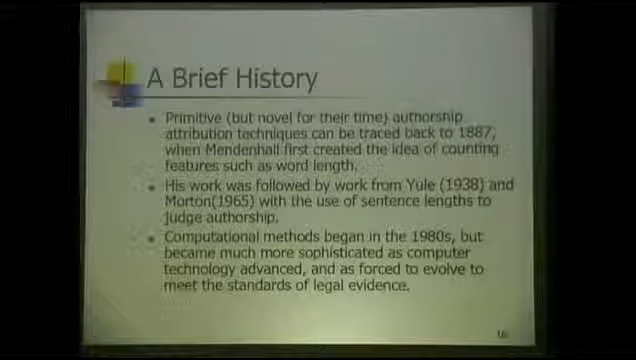 A Brief History
Primitive (but novel for their time) authorship
attribution techniques can be traced back to 1887,
when Mendenhall first created the idea of counting
features such as word length.
His work was followed by work from Yule (1938) and
Morton(1965) with the use of sentence lengths to
judge authorship.
Computational methods began in the 1980s, but
became much more sophisticated as computer
technology advanced, and as forced to evolve to
meet the standards of legal evidence.